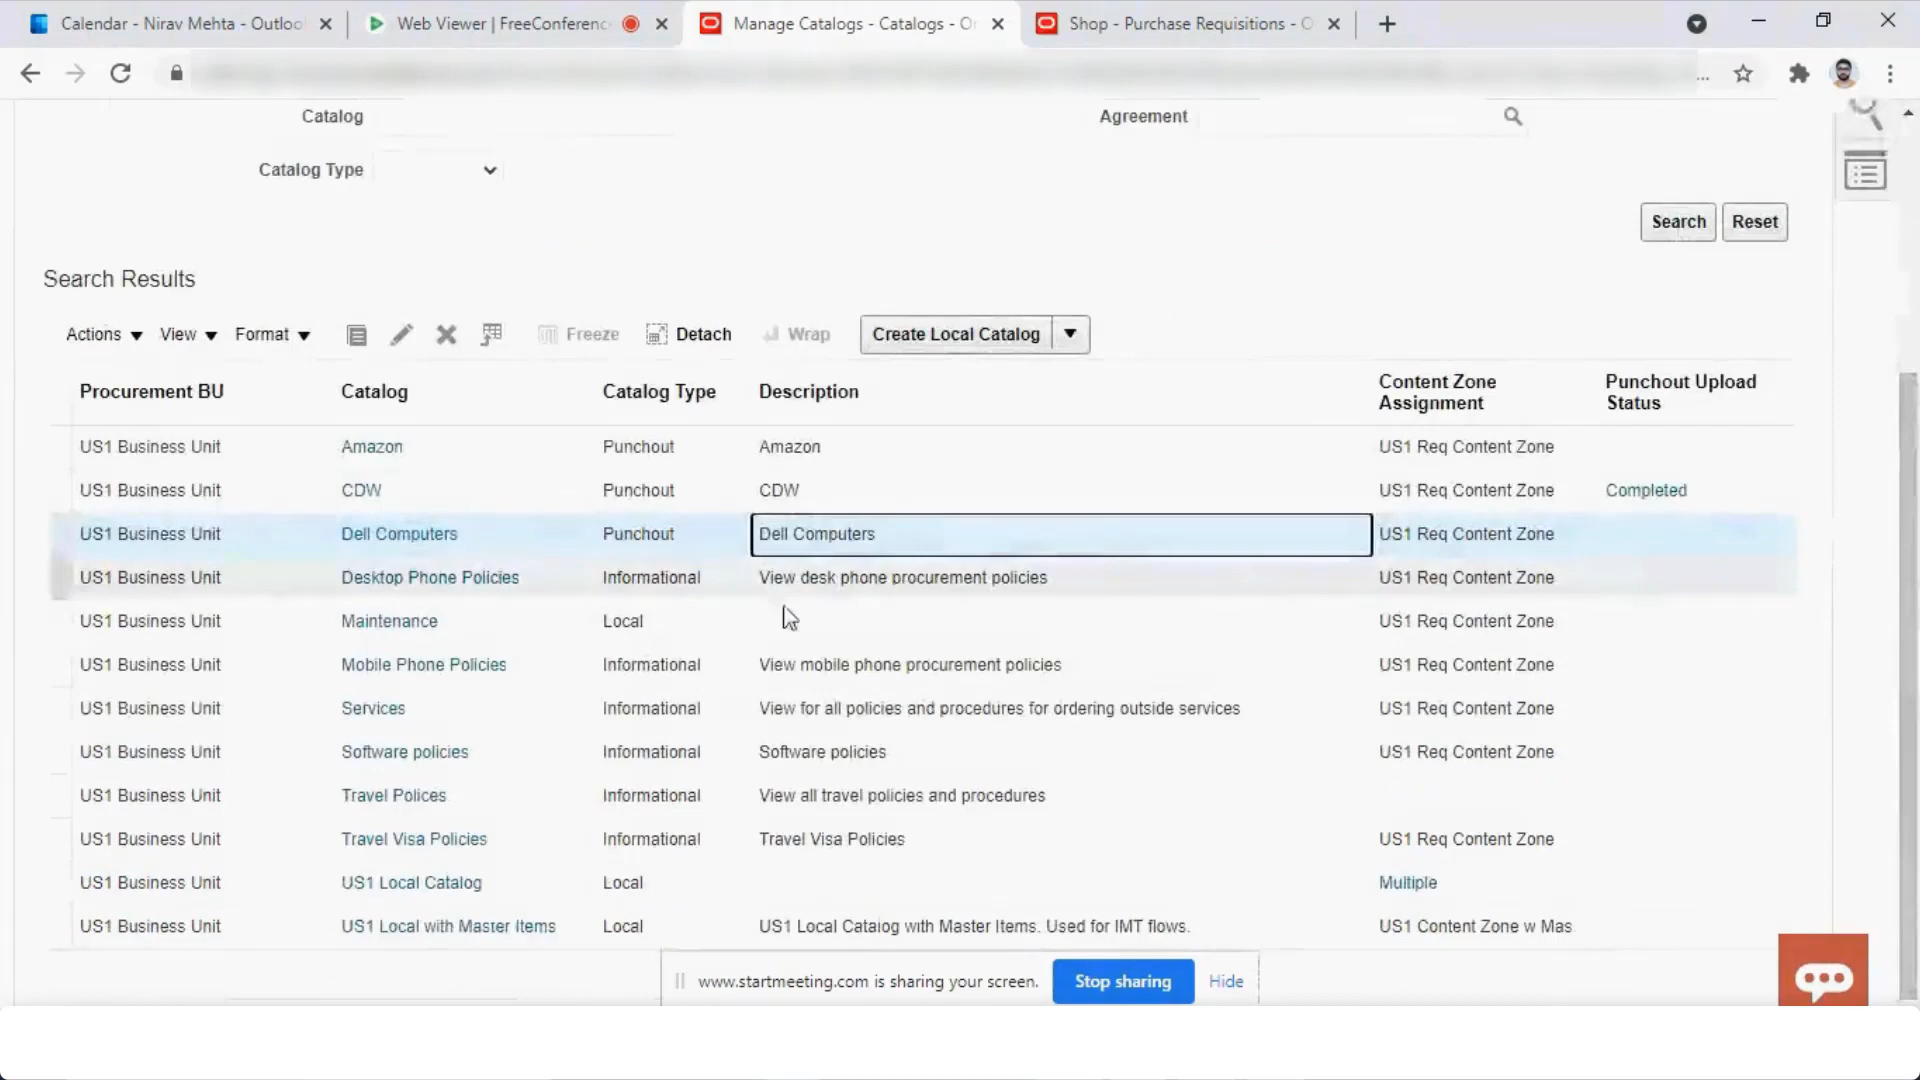 Calendar - Nirav Mehta - Outloo
Web Viewer | FreeConferenc
Manage Catalogs - Catalogs - O
Shop - Purchase Requisitions - O
Catalog
Agreement
Catalog Type
Search
Reset
Search Results
Actions
View
Format
Freeze
Detach
Wrap
Create Local Catalog
Procurement BU Catalog Catalog Type Description Content Zone Assignment Punchout Upload Status
US1 Business Unit Amazon Punchout Amazon US1 Req Content Zone
US1 Business Unit CDW Punchout CDW US1 Req Content Zone Completed
US1 Business Unit Dell Computers Punchout Dell Computers US1 Req Content Zone
US1 Business Unit Desktop Phone Policies Informational View desk phone procurement policies US1 Req Content Zone
US1 Business Unit Maintenance Local US1 Req Content Zone
US1 Business Unit Mobile Phone Policies Informational View mobile phone procurement policies US1 Req Content Zone
US1 Business Unit Services Informational View for all policies and procedures for ordering outside services US1 Req Content Zone
US1 Business Unit Software policies Informational Software policies US1 Req Content Zone
US1 Business Unit Travel Polices Informational View all travel policies and procedures
US1 Business Unit Travel Visa Policies Informational Travel Visa Policies US1 Req Content Zone
US1 Business Unit US1 Local Catalog Local Multiple
US1 Business Unit US1 Local with Master Items Local US1 Local Catalog with Master Items. Used for IMT flows. US1 Content Zone w Mas
www.startmeeting.com is sharing your screen.
Stop sharing
Hide